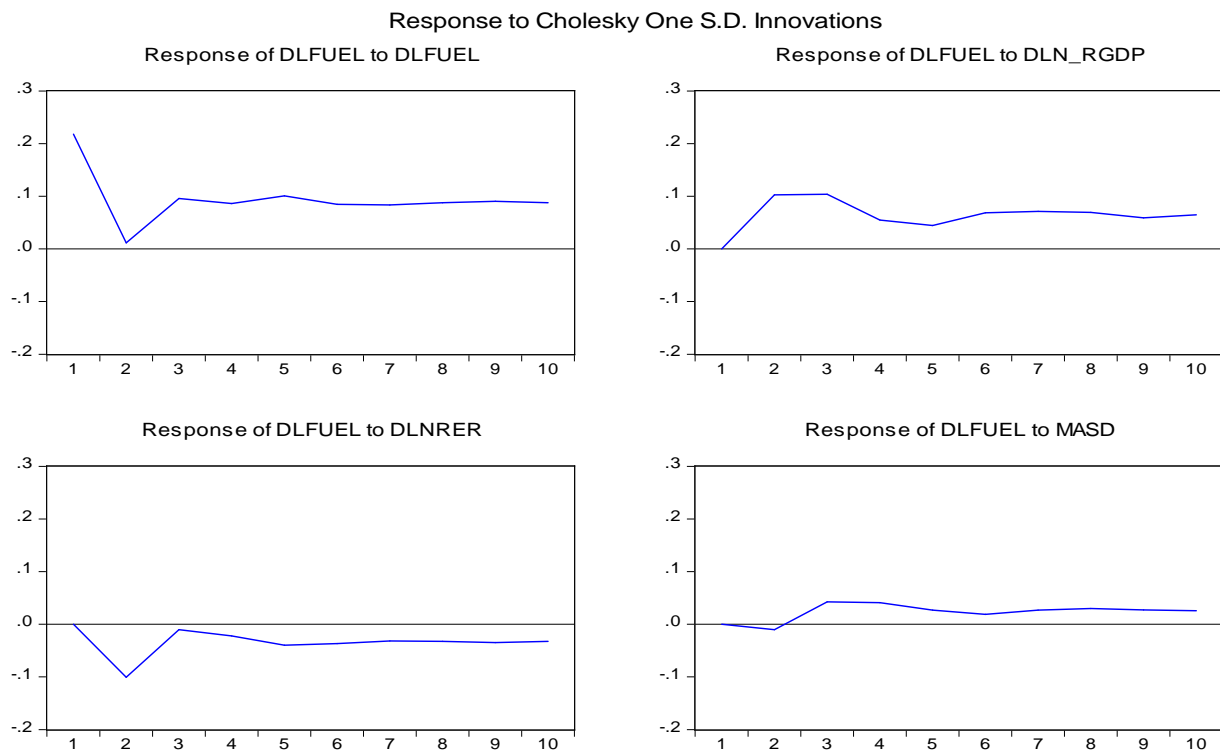 Response to Cholesky One S.D. Innovations
Response of DLFUEL to DLFUEL
.3
.2
.1
.0
-.1
-.2
1 2 3 4 5 6 7 8 9 10
Response of DLFUEL to DLN_RGDP
.3
.2
.1
.0
-.1
-.2
1 2 3 4 5 6 7 8 9 10
Response of DLFUEL to DLNRER
.3
.2
.1
.0
-.1
-.2
1 2 3 4 5 6 7 8 9 10
Response of DLFUEL to MASD
.3
.2
.1
.0
-.1
-.2
1 2 3 4 5 6 7 8 9 10